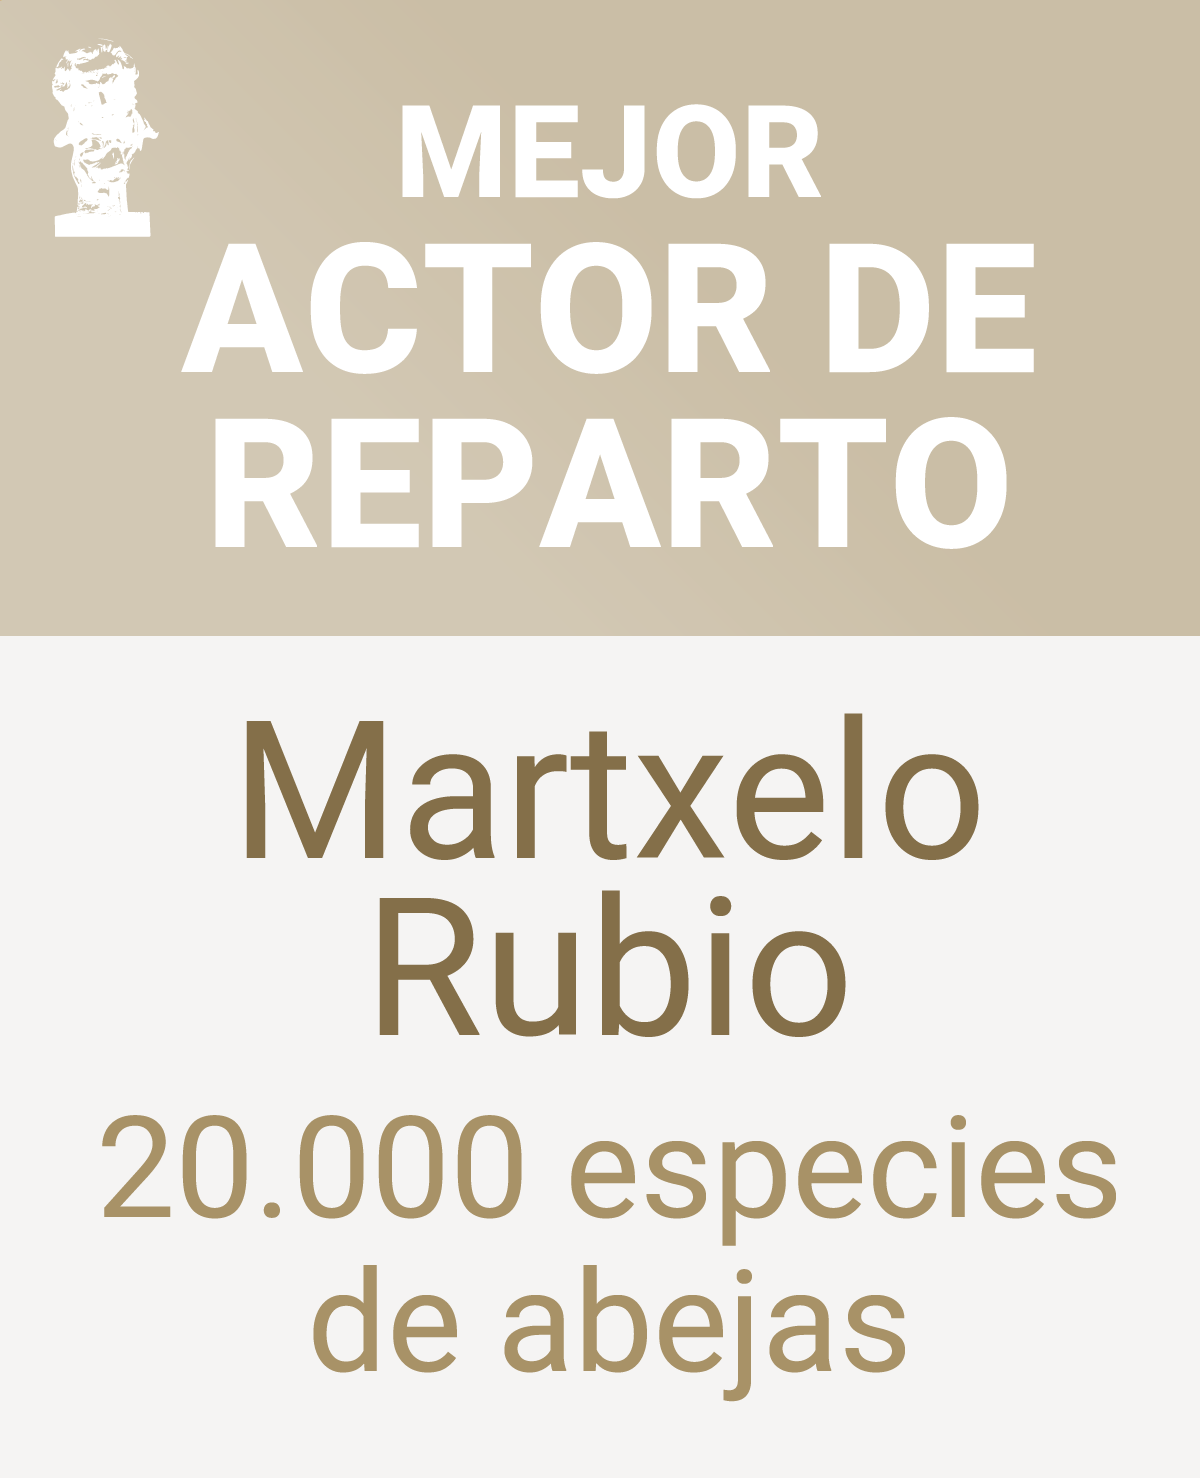 MEJOR
ACTOR DE
REPARTO
Martxelo
Rubio
20.000 especies
de abejas